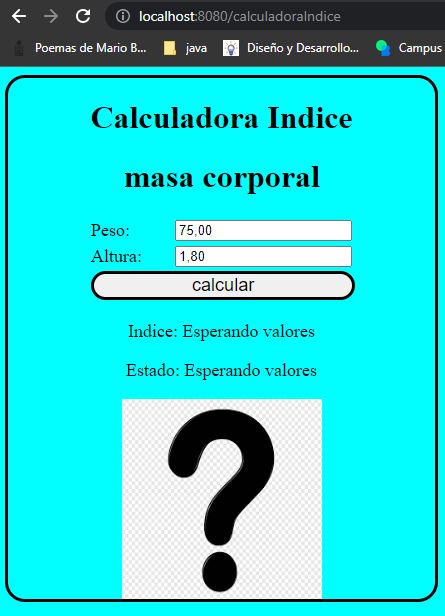 localhost:8080/calculadoraIndice
Poemas de Mario B... java Diseño y Desarrollo... Campus
Calculadora Indice
masa corporal
Peso: 75,00
Altura: 1,80
calcular
Indice: Esperando valores
Estado: Esperando valores
?